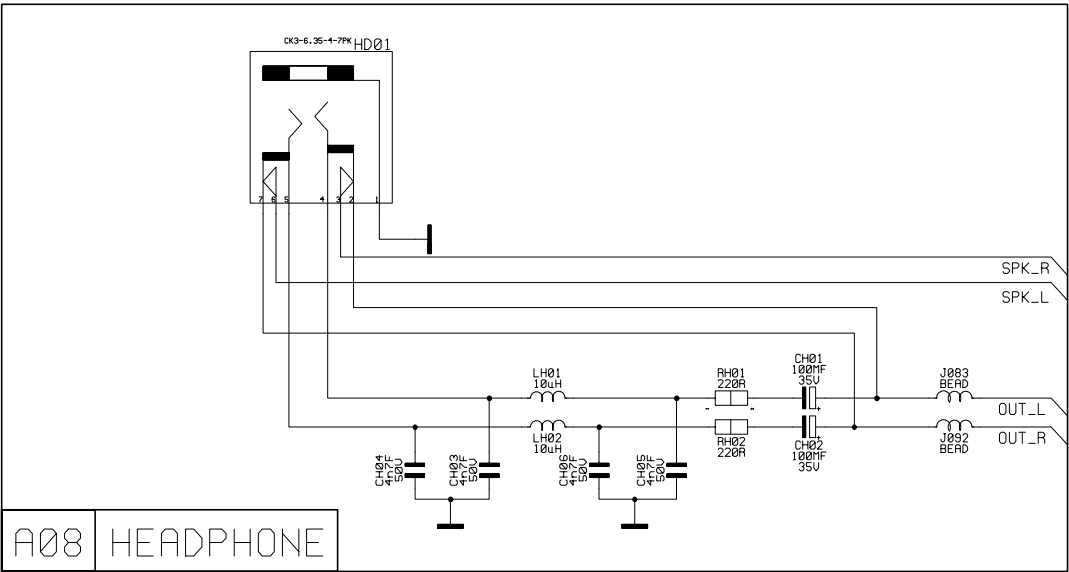 CK3-6.35-4-7PK HD01
7 6 5 4 3 2 1
SPK_R
SPK_L
LH01
10uH
RH01
220R
CH01
100MF
35V
J083
BEAD
OUT_L
LH02
10uH
RH02
220R
CH02
100MF
35V
J092
BEAD
OUT_R
CH04
4n7F
50V
CH03
4n7F
50V
CH06
4n7F
50V
CH05
4n7F
50V
A08 HEADPHONE